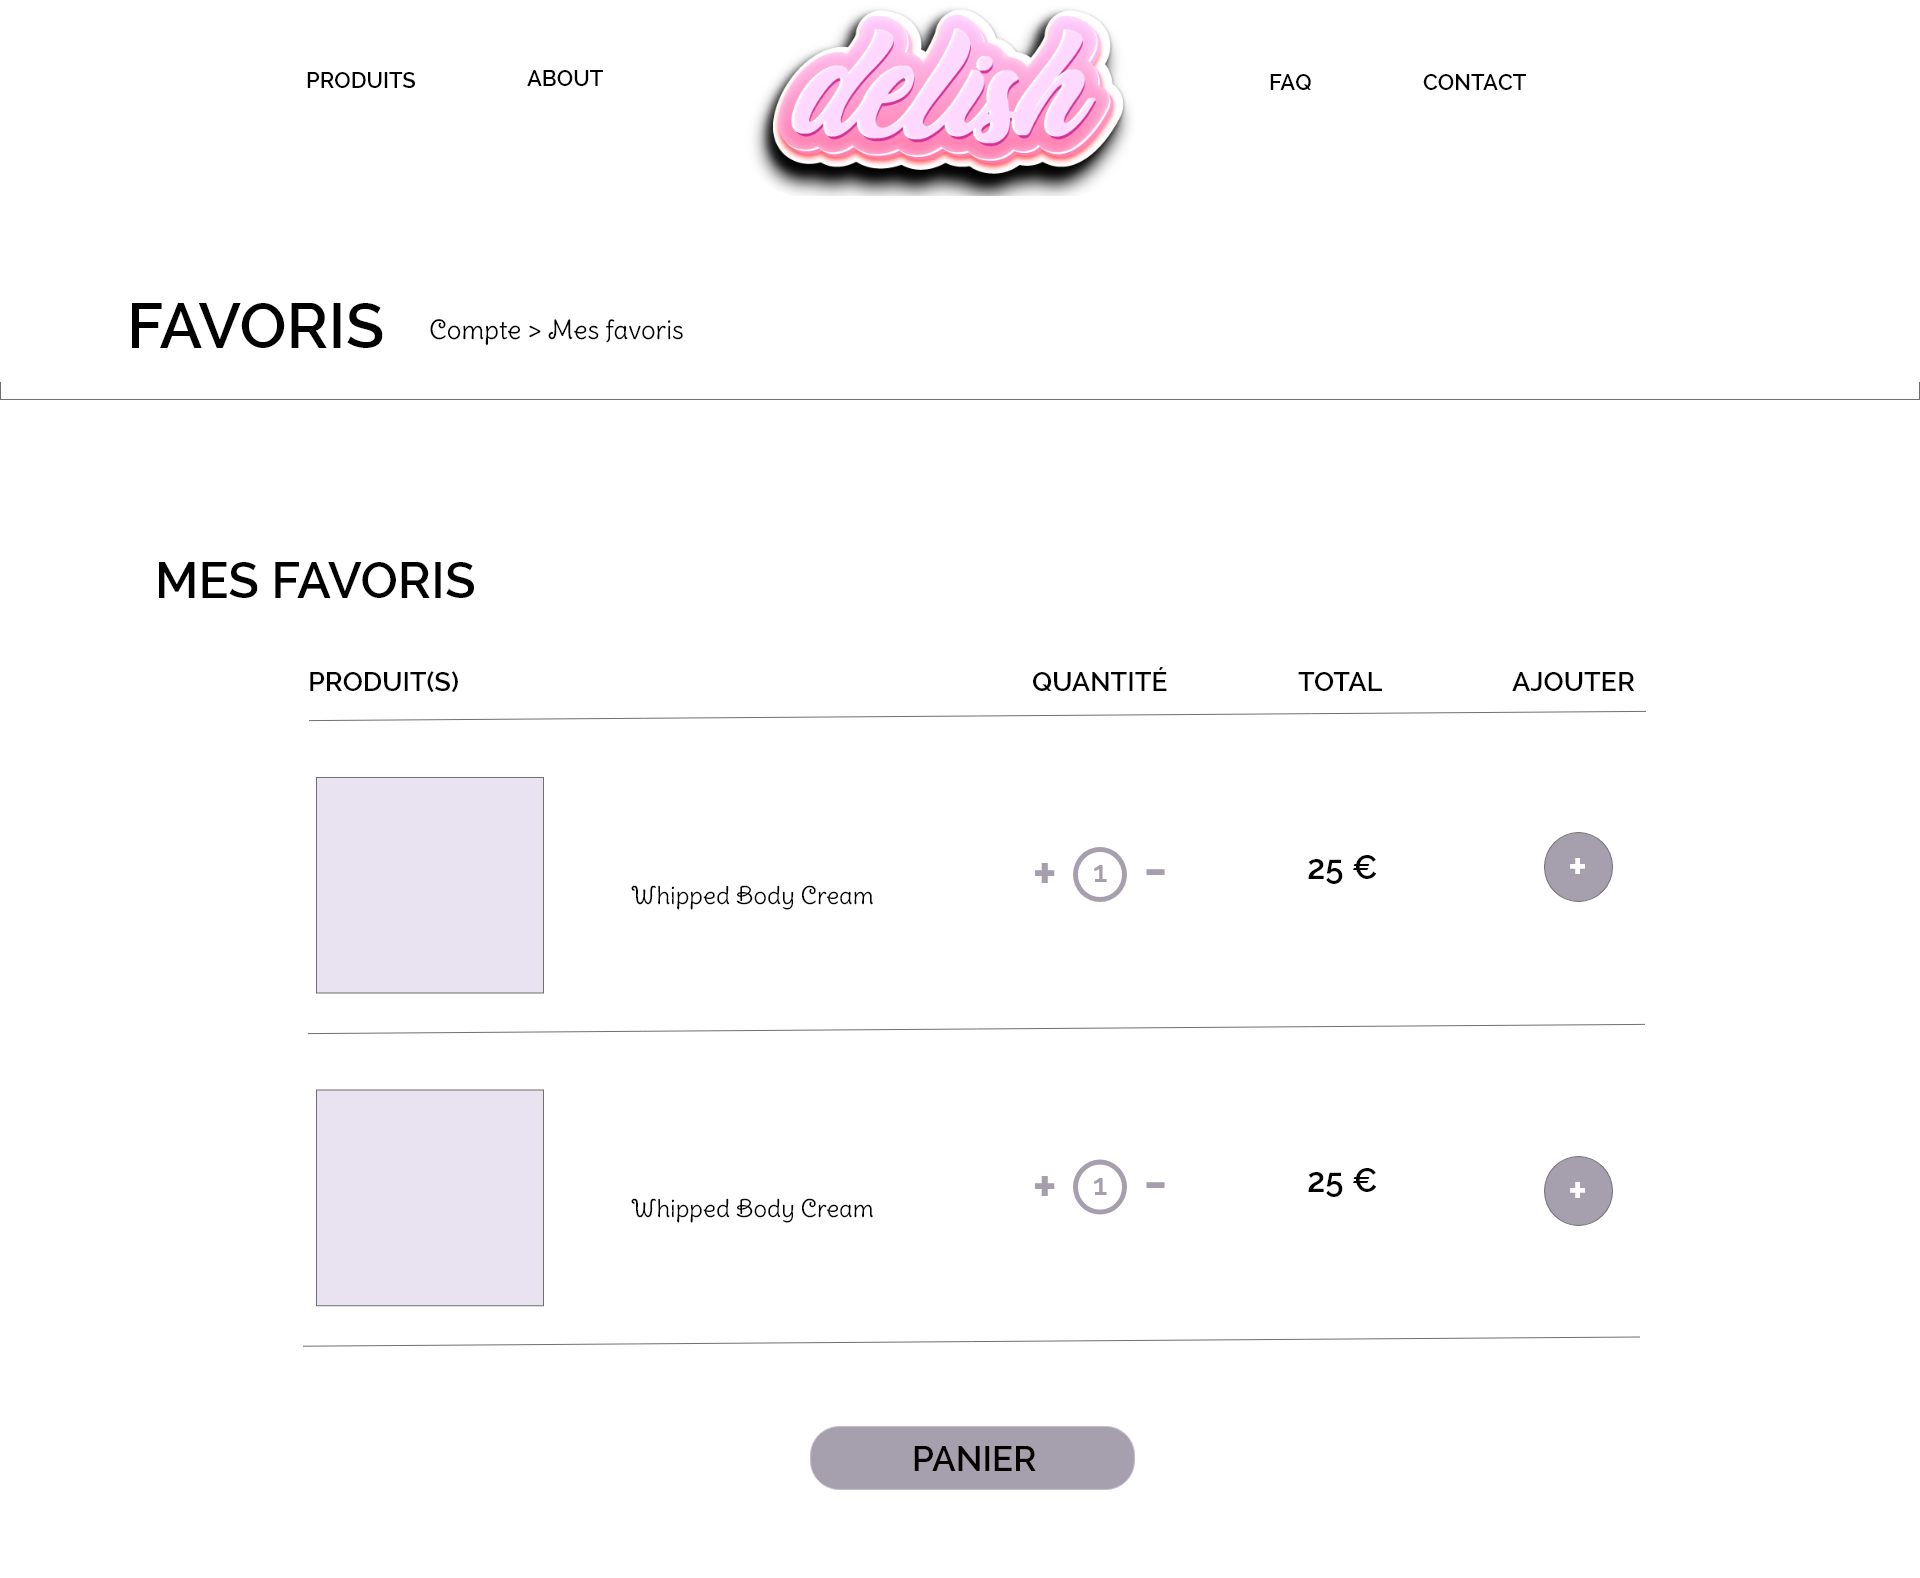 PRODUITS ABOUT delish FAQ CONTACT
FAVORIS Compte > Mes favoris
MES FAVORIS
PRODUIT(S) QUANTITÉ TOTAL AJOUTER
Whipped Body Cream + 1 - 25 € +
Whipped Body Cream + 1 - 25 € +
PANIER